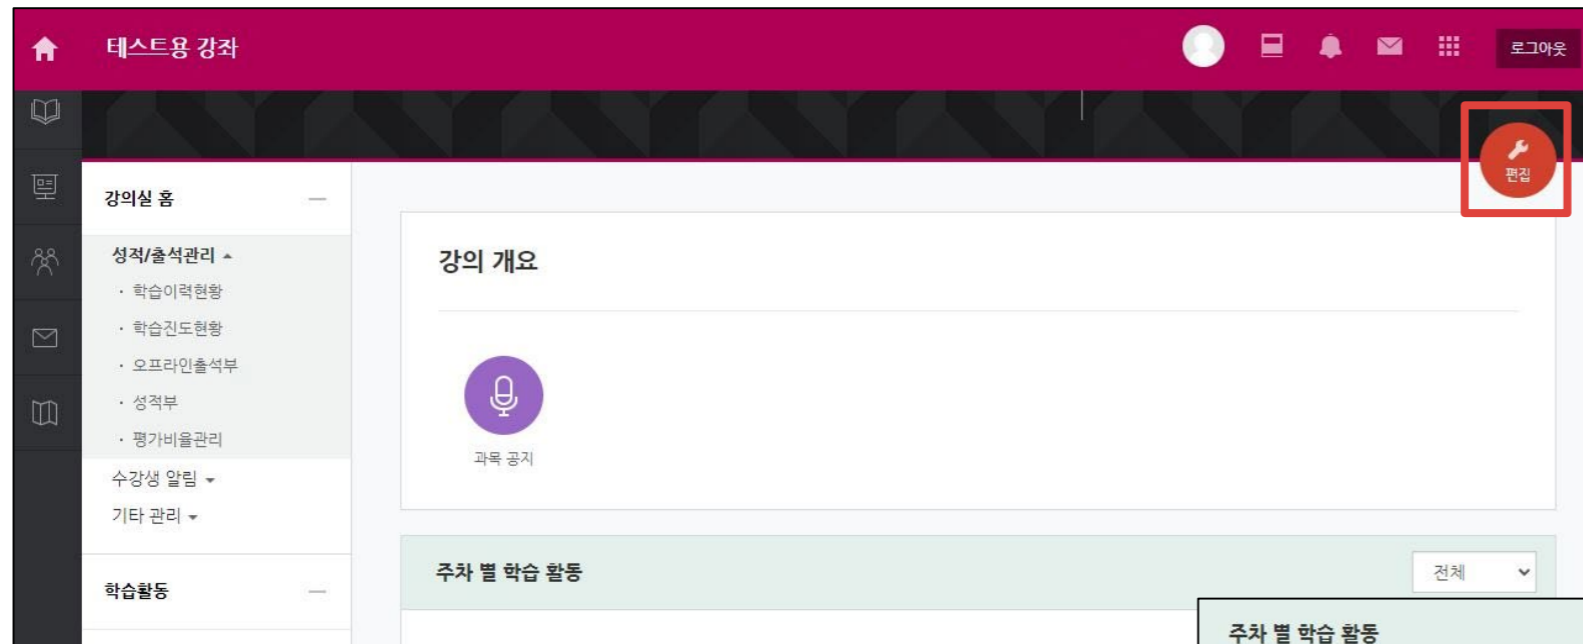 테스트용 강좌
로그아웃
편집
강의실 홈
성적/출석관리
· 학습이력현황
· 학습진도현황
· 오프라인출석부
· 성적부
· 평가비율관리
수강생 알림
기타 관리
학습활동
강의 개요
과목 공지
주차 별 학습 활동
전체
주차 별 학습 활동